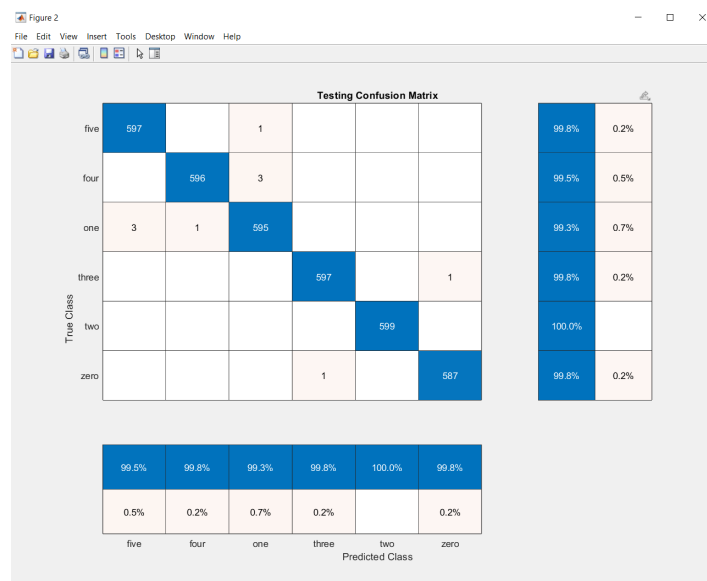 Figure 2
File Edit View Insert Tools Desktop Window Help
Testing Confusion Matrix
five 597 1 99.8% 0.2%
four 596 3 99.5% 0.5%
one 3 1 595 99.3% 0.7%
three 597 1 99.8% 0.2%
two 599 100.0%
zero 1 587 99.8% 0.2%
True Class
99.5% 99.8% 99.3% 99.8% 100.0% 99.8%
0.5% 0.2% 0.7% 0.2% 0.2%
five four one three two zero
Predicted Class